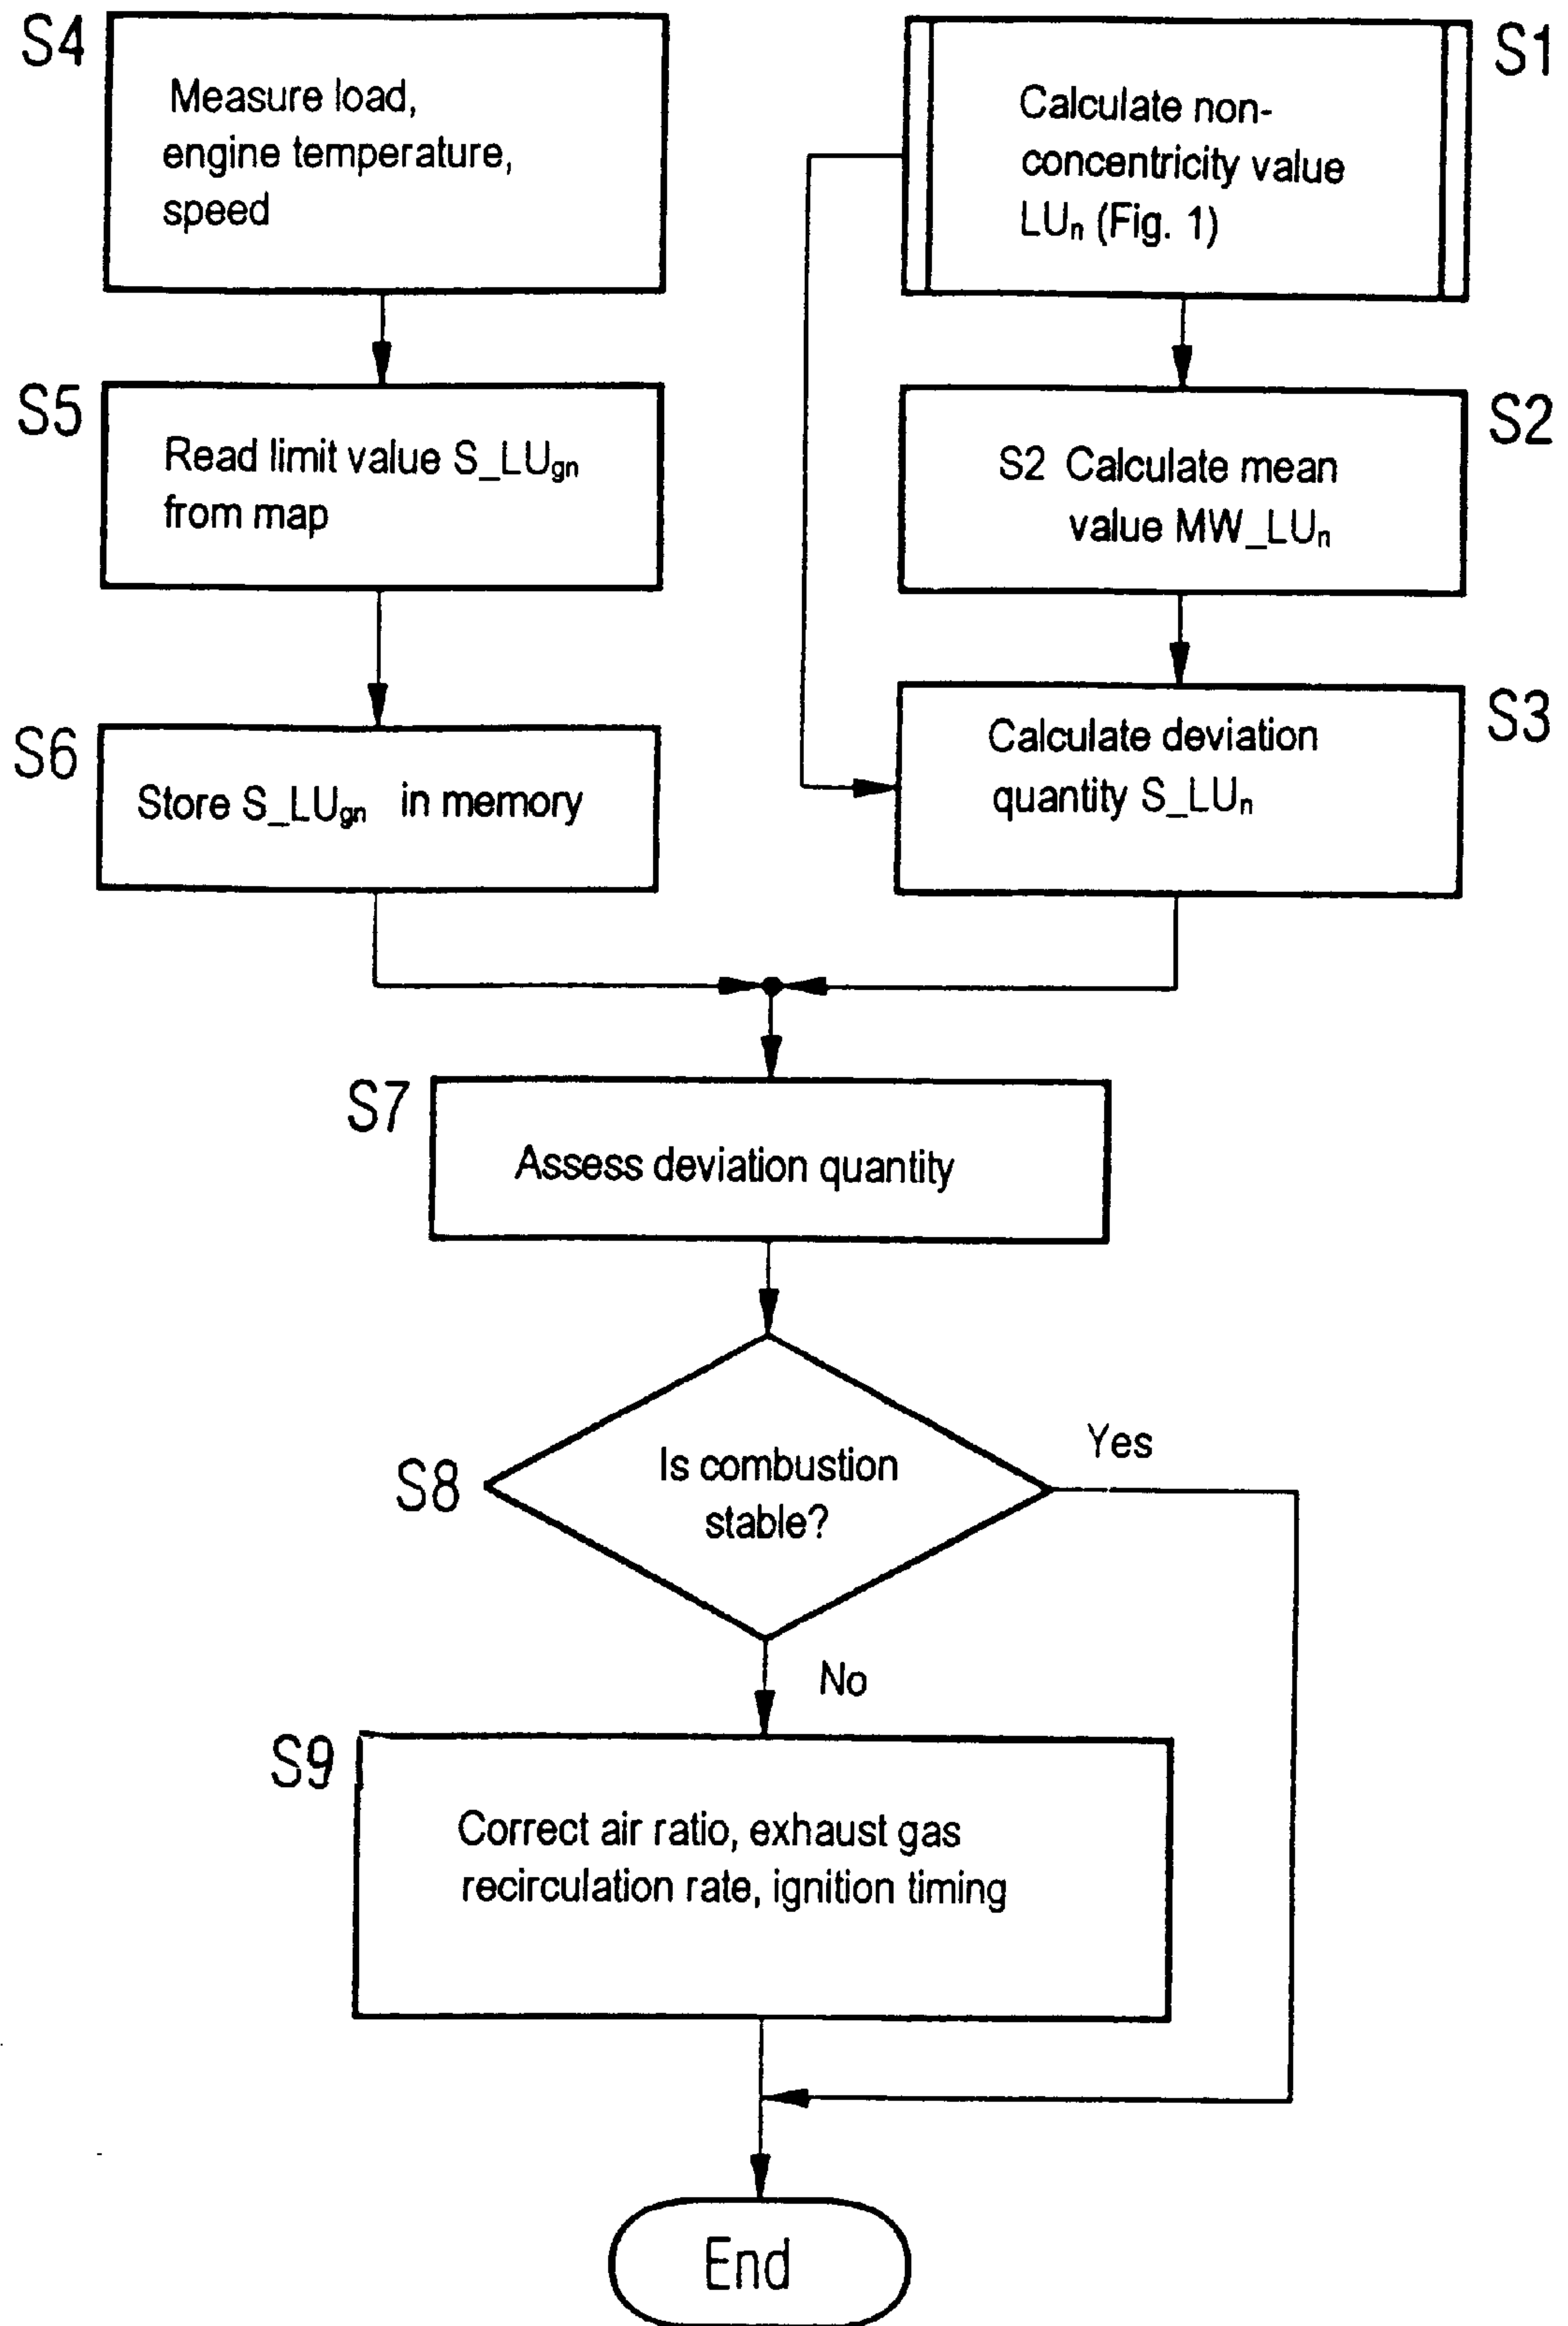 S4
Measure load,
engine temperature,
speed
S1
Calculate non-
concentricity value
LUₙ (Fig. 1)
S5
Read limit value S_LU_gn
from map
S2
S2 Calculate mean
value MW_LUₙ
S6
Store S_LU_gn in memory
S3
Calculate deviation
quantity S_LUₙ
S7
Assess deviation quantity
S8
Is combustion
stable?
Yes
No
S9
Correct air ratio, exhaust gas
recirculation rate, ignition timing
End